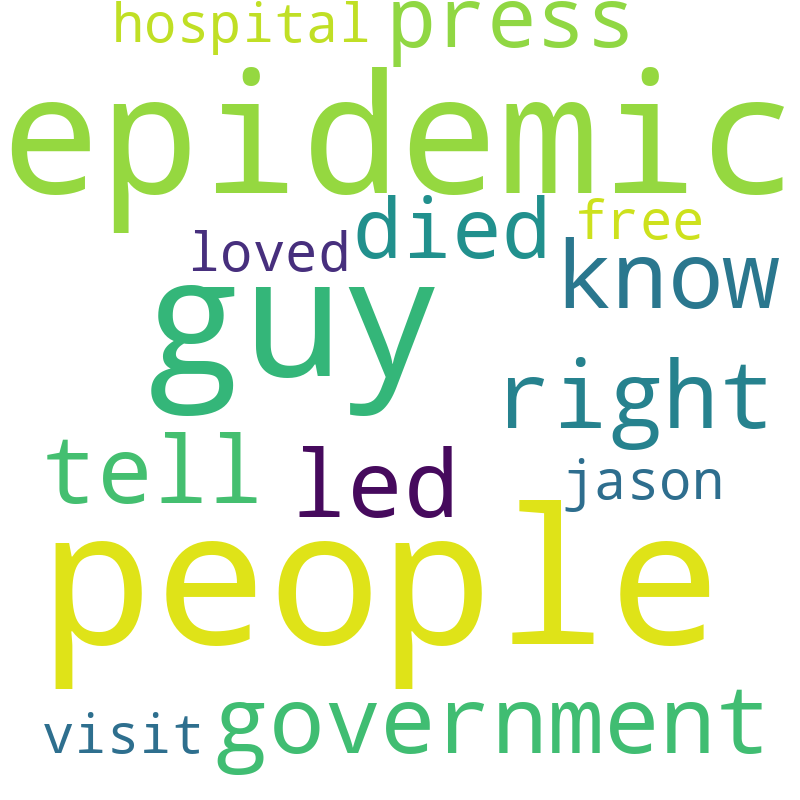 hospital press
epidemic
died free
loved know
guy
right
tell led jason
people
visit government